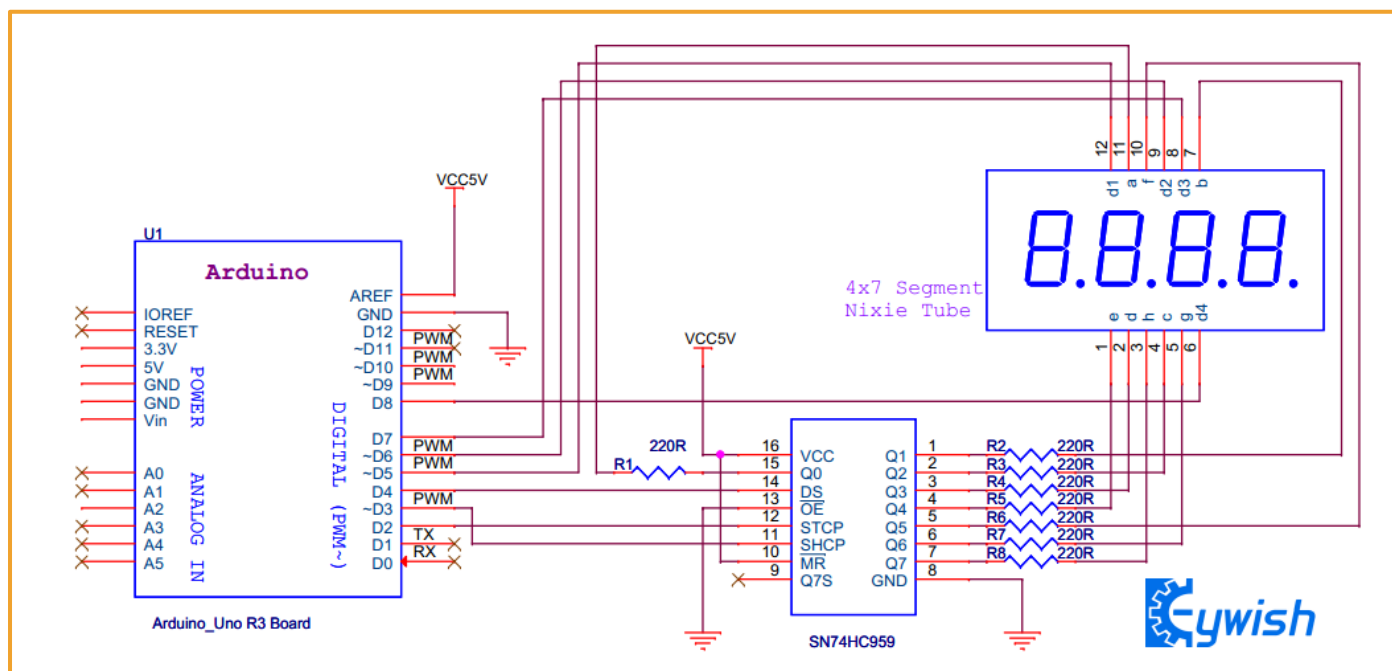 VCC5V
U1
Arduino
IOREF
RESET
3.3V
5V
GND
GND
Vin
POWER
A0
A1
A2
A3
A4
A5
ANALOG IN
AREF
GND
D12
~D11 PWM
~D10 PWM
~D9 PWM
D8
D7
~D6 PWM
~D5 PWM
D4
~D3 PWM
D2
D1 TX
D0 RX
DIGITAL (PWM~)
Arduino_Uno R3 Board
12 11 10 9 8 7
d1 a f d2 d3 b
4x7 Segment
Nixie Tube
8.8.8.8.
e d h c g d4
1 2 3 4 5 6
VCC5V
R1 220R
16 VCC Q1 1 R2 220R
15 Q0 Q2 2 R3 220R
14 DS Q3 3 R4 220R
13 OE Q4 4 R5 220R
12 STCP Q5 5 R6 220R
11 SHCP Q6 6 R7 220R
10 MR Q7 7 R8 220R
9 Q7S GND 8
SN74HC959
eywish